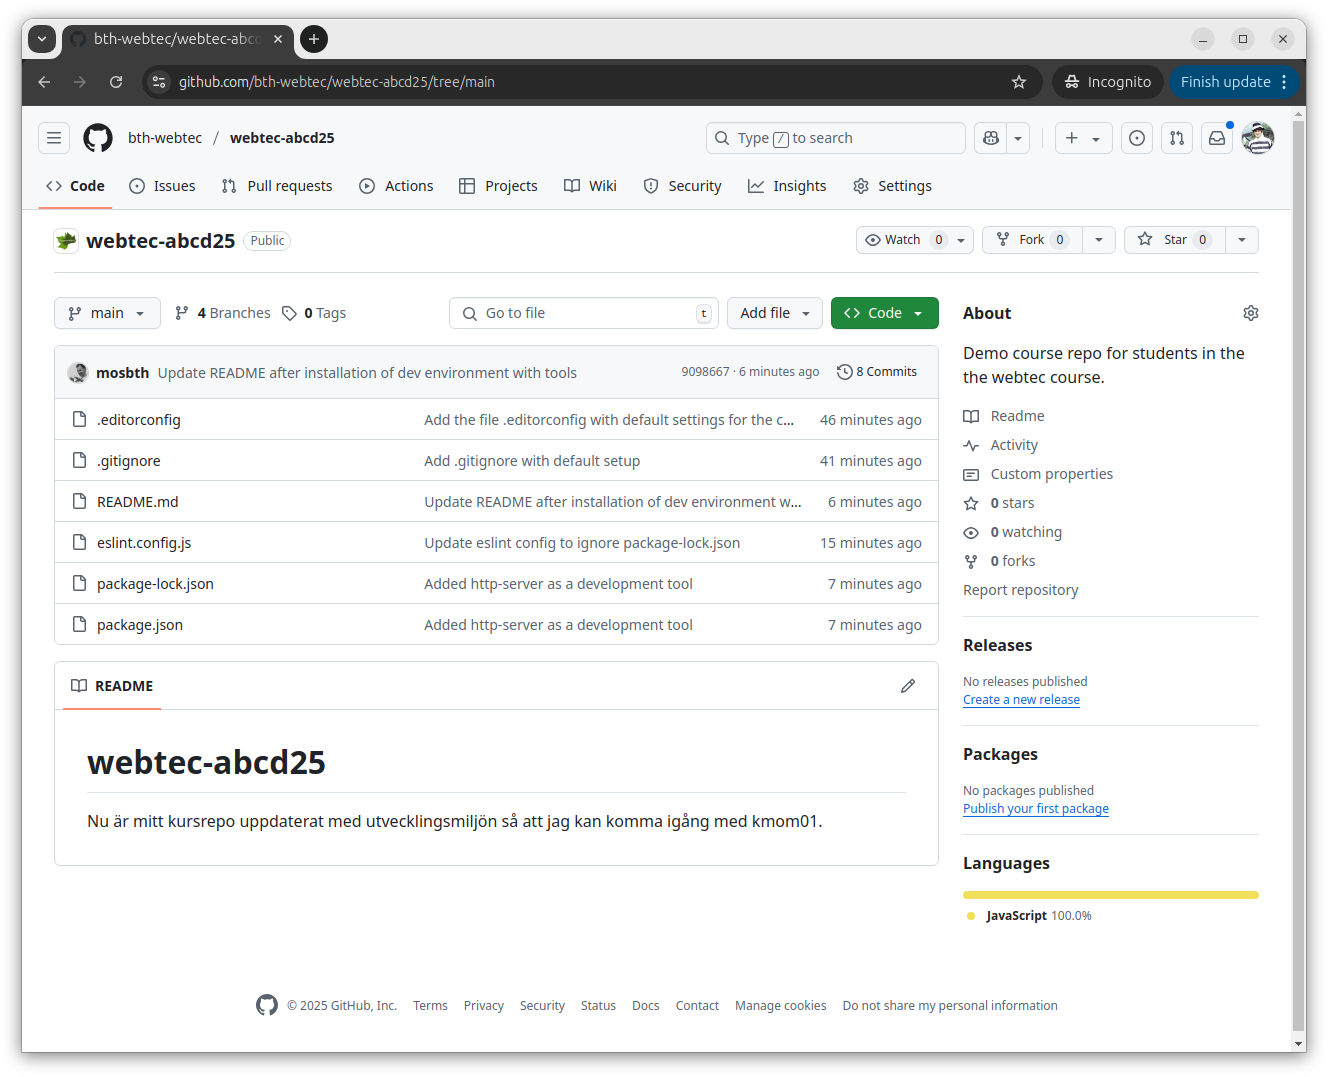 bth-webtec/webtec-abcd
github.com/bth-webtec/webtec-abcd25/tree/main
Incognito
Finish update
bth-webtec / webtec-abcd25
Type / to search
Code
Issues
Pull requests
Actions
Projects
Wiki
Security
Insights
Settings
webtec-abcd25 Public
Watch 0
Fork 0
Star 0
main
4 Branches
0 Tags
Go to file t
Add file
Code
mosbth Update README after installation of dev environment with tools 9098667 · 6 minutes ago 8 Commits
.editorconfig Add the file .editorconfig with default settings for the c... 46 minutes ago
.gitignore Add .gitignore with default setup 41 minutes ago
README.md Update README after installation of dev environment w... 6 minutes ago
eslint.config.js Update eslint config to ignore package-lock.json 15 minutes ago
package-lock.json Added http-server as a development tool 7 minutes ago
package.json Added http-server as a development tool 7 minutes ago
README
webtec-abcd25
Nu är mitt kursrepo uppdaterat med utvecklingsmiljön så att jag kan komma igång med kmom01.
About
Demo course repo for students in the
the webtec course.
Readme
Activity
Custom properties
0 stars
0 watching
0 forks
Report repository
Releases
No releases published
Create a new release
Packages
No packages published
Publish your first package
Languages
JavaScript 100.0%
© 2025 GitHub, Inc. Terms Privacy Security Status Docs Contact Manage cookies Do not share my personal information